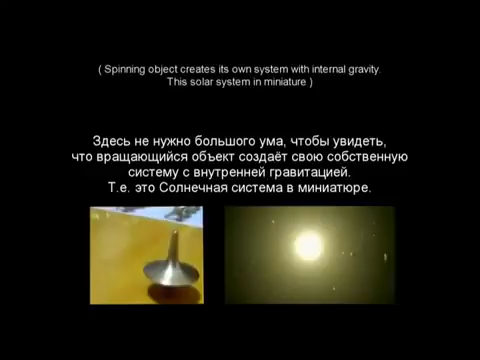 ( Spinning object creates its own system with internal gravity.
This solar system in miniature )
Здесь не нужно большого ума, чтобы увидеть,
что вращающийся объект создаёт свою собственную
систему с внутренней гравитацией.
Т.е. это Солнечная система в миниатюре.